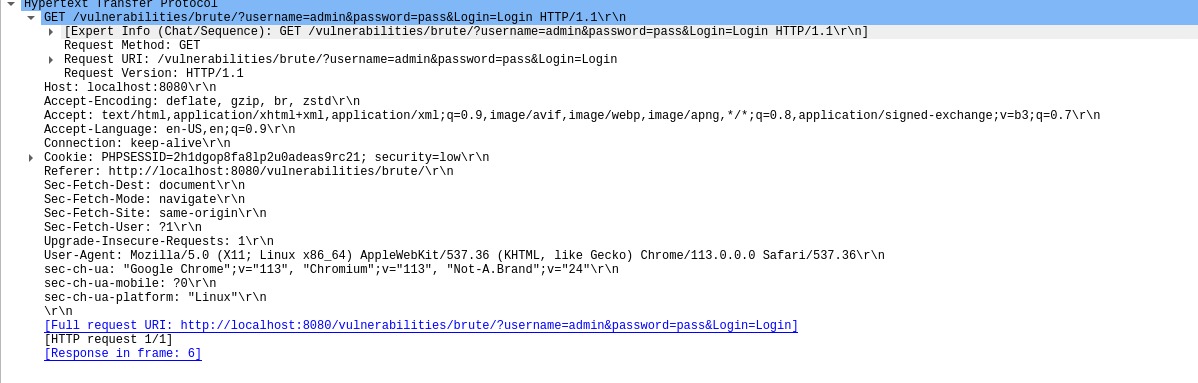 Hypertext Transfer Protocol
GET /vulnerabilities/brute/?username=admin&password=pass&Login=Login HTTP/1.1\r\n
[Expert Info (Chat/Sequence): GET /vulnerabilities/brute/?username=admin&password=pass&Login=Login HTTP/1.1\r\n]
Request Method: GET
Request URI: /vulnerabilities/brute/?username=admin&password=pass&Login=Login
Request Version: HTTP/1.1
Host: localhost:8080\r\n
Accept-Encoding: deflate, gzip, br, zstd\r\n
Accept: text/html,application/xhtml+xml,application/xml;q=0.9,image/avif,image/webp,image/apng,*/*;q=0.8,application/signed-exchange;v=b3;q=0.7\r\n
Accept-Language: en-US,en;q=0.9\r\n
Connection: keep-alive\r\n
Cookie: PHPSESSID=2h1dgop8fa8lp2u0adeas9rc21; security=low\r\n
Referer: http://localhost:8080/vulnerabilities/brute/\r\n
Sec-Fetch-Dest: document\r\n
Sec-Fetch-Mode: navigate\r\n
Sec-Fetch-Site: same-origin\r\n
Sec-Fetch-User: ?1\r\n
Upgrade-Insecure-Requests: 1\r\n
User-Agent: Mozilla/5.0 (X11; Linux x86_64) AppleWebKit/537.36 (KHTML, like Gecko) Chrome/113.0.0.0 Safari/537.36\r\n
sec-ch-ua: "Google Chrome";v="113", "Chromium";v="113", "Not-A.Brand";v="24"\r\n
sec-ch-ua-mobile: ?0\r\n
sec-ch-ua-platform: "Linux"\r\n
\r\n
[Full request URI: http://localhost:8080/vulnerabilities/brute/?username=admin&password=pass&Login=Login]
[HTTP request 1/1]
[Response in frame: 6]